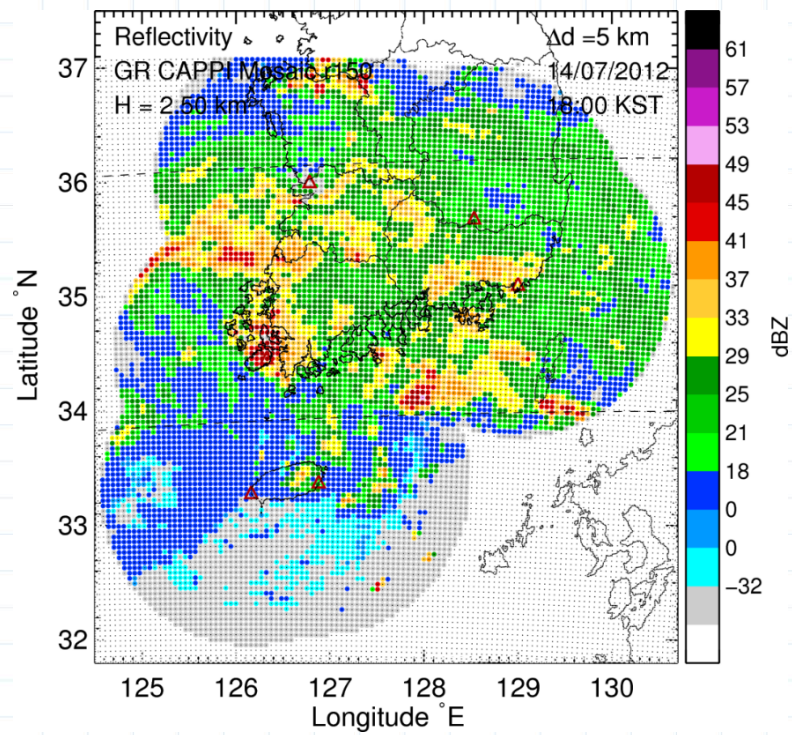 Reflectivity
Δd =5 km
GR CAPPI Mosaic r150
14/07/2012
H = 2.50 km
18:00 KST
37
36
35
34
33
32
Latitude °N
125 126 127 128 129 130
Longitude °E
61
57
53
49
45
41
37
33
29
25
21
18
0
0
−32
dBZ